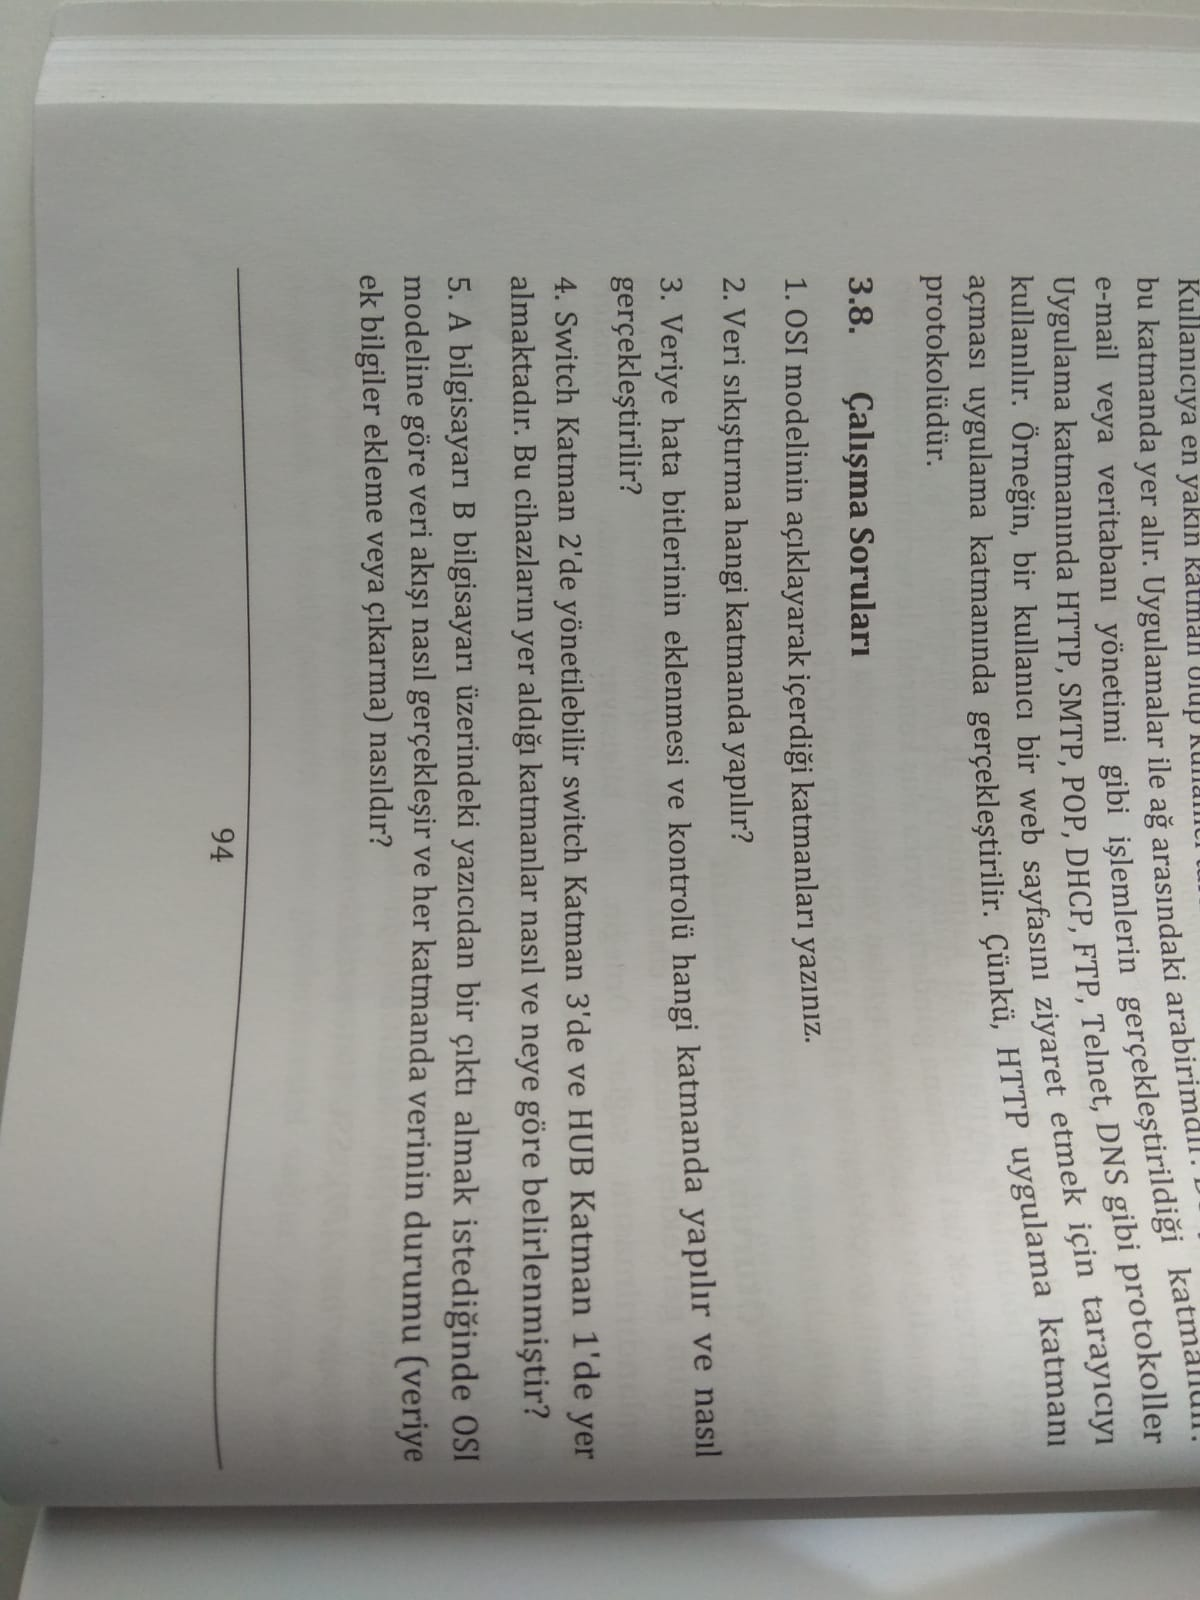 Kullanıcıya en yakın katman olup
bu katmanda yer alır. Uygulamalar ile ağ arasındaki arabirimdir.
e-mail veya veritabanı yönetimi gibi işlemlerin gerçekleştirildiği katmandır.
Uygulama katmanında HTTP, SMTP, POP, DHCP, FTP, Telnet, DNS gibi protokoller
kullanılır. Örneğin, bir kullanıcı bir web sayfasını ziyaret etmek için tarayıcıyı
açması uygulama katmanında gerçekleştirilir. Çünkü, HTTP uygulama katmanı
protokolüdür.
3.8. Çalışma Soruları
1. OSI modelinin açıklayarak içerdiği katmanları yazınız.
2. Veri sıkıştırma hangi katmanda yapılır?
3. Veriye hata bitlerinin eklenmesi ve kontrolü hangi katmanda yapılır ve nasıl
gerçekleştirilir?
4. Switch Katman 2'de yönetilebilir switch Katman 3'de ve HUB Katman 1'de yer
almaktadır. Bu cihazların yer aldığı katmanlar nasıl ve neye göre belirlenmiştir?
5. A bilgisayarı B bilgisayarı üzerindeki yazıcıdan bir çıktı almak istediğinde OSI
modeline göre veri akışı nasıl gerçekleşir ve her katmanda verinin durumu (veriye
ek bilgiler ekleme veya çıkarma) nasıldır?
94